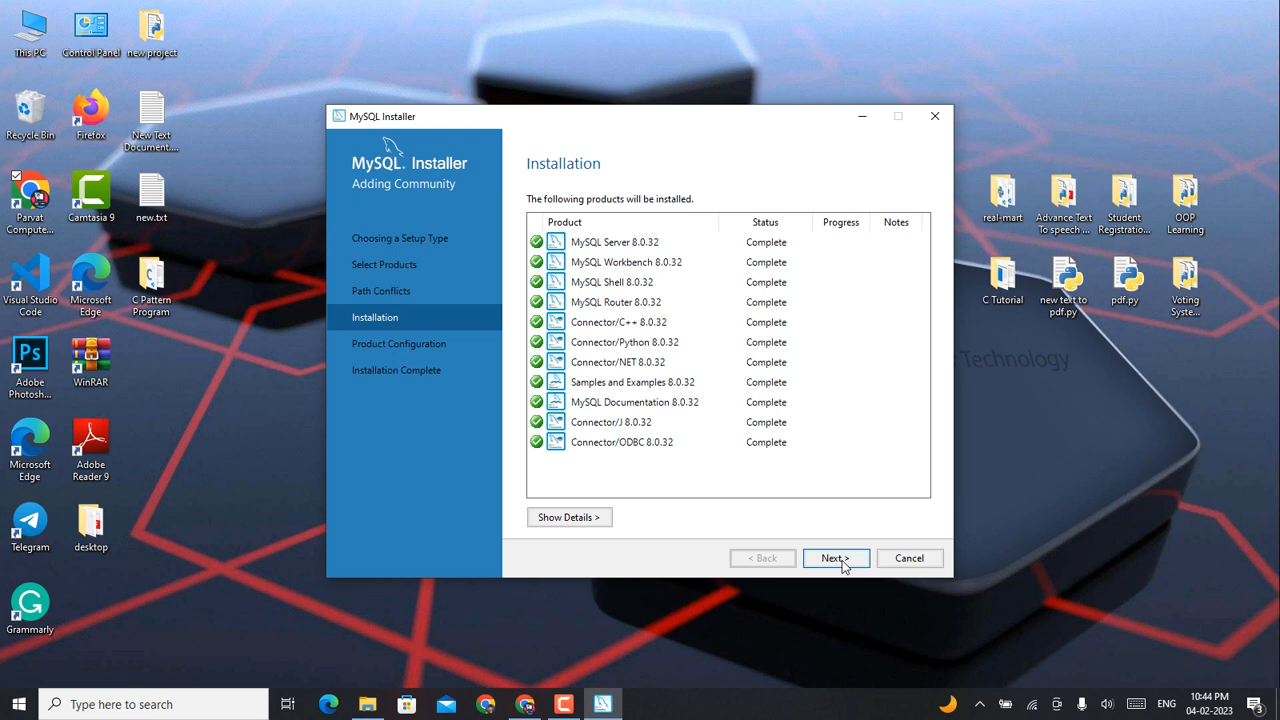 This PC
Control Panel
new project
Recycle Bin
Firefox
New Text
Document....
Parvat
Compute...
Camtasia 9
new.txt
Visual Studio
Code
Microsoft
Edge
C Pattern
Program
Adobe
Photosh...
WinRAR
Microsoft
Edge
Adobe
Reader 9
Telegram
desktop
Grammarly
MySQL Installer
MySQL. Installer
Adding Community
Choosing a Setup Type
Select Products
Path Conflicts
Installation
Product Configuration
Installation Complete
Installation
The following products will be installed.
Product Status Progress Notes
MySQL Server 8.0.32 Complete
MySQL Workbench 8.0.32 Complete
MySQL Shell 8.0.32 Complete
MySQL Router 8.0.32 Complete
Connector/C++ 8.0.32 Complete
Connector/Python 8.0.32 Complete
Connector/NET 8.0.32 Complete
Samples and Examples 8.0.32 Complete
MySQL Documentation 8.0.32 Complete
Connector/J 8.0.32 Complete
Connector/ODBC 8.0.32 Complete
Show Details >
< Back Next > Cancel
real-mart
Advance Text
To speech ...
Student
Registratio...
OOP
Learning
C Tutorial
new text to
pdf.py
pdf.py
Voting
Syste...
Technology
Type here to search
ENG
10:44 PM
04-02-2023